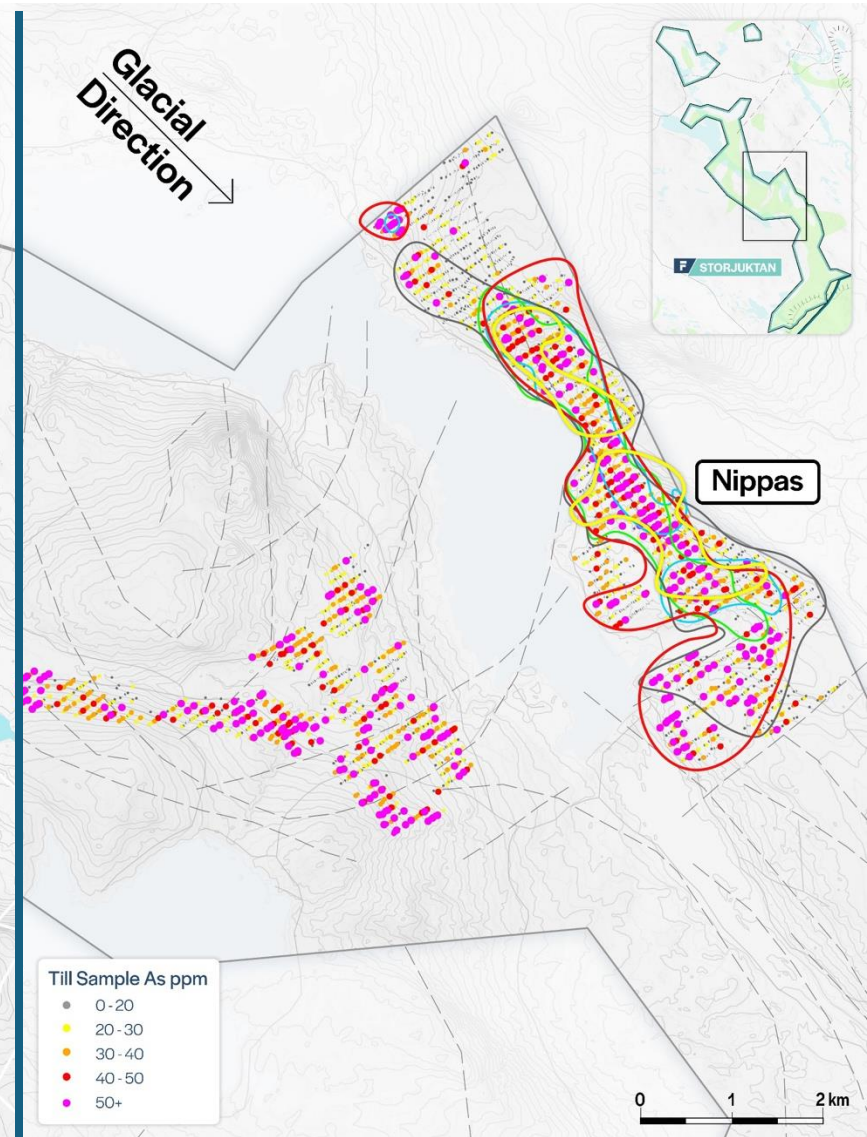 Glacial
Direction
F STORJUKTAN
Nippas
Till Sample As ppm
0-20
20-30
30-40
40-50
50+
0 1 2 km